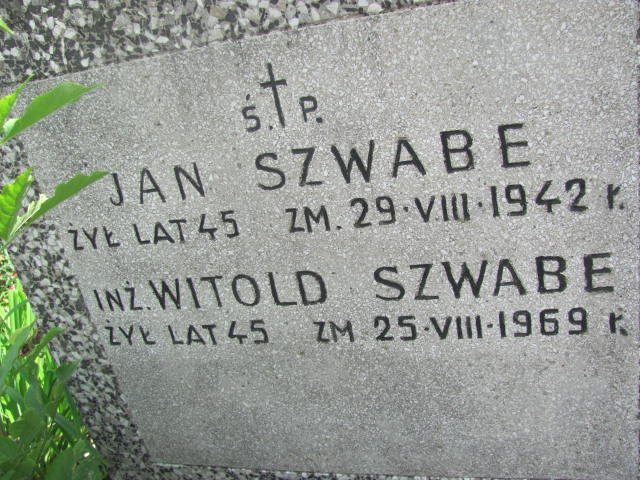 Ś. † P.
JAN SZWABE
ŻYŁ LAT 45 ZM. 29·VIII·1942 r.
INŻ. WITOLD SZWABE
ŻYŁ LAT 45 ZM 25·VIII·1969 r.